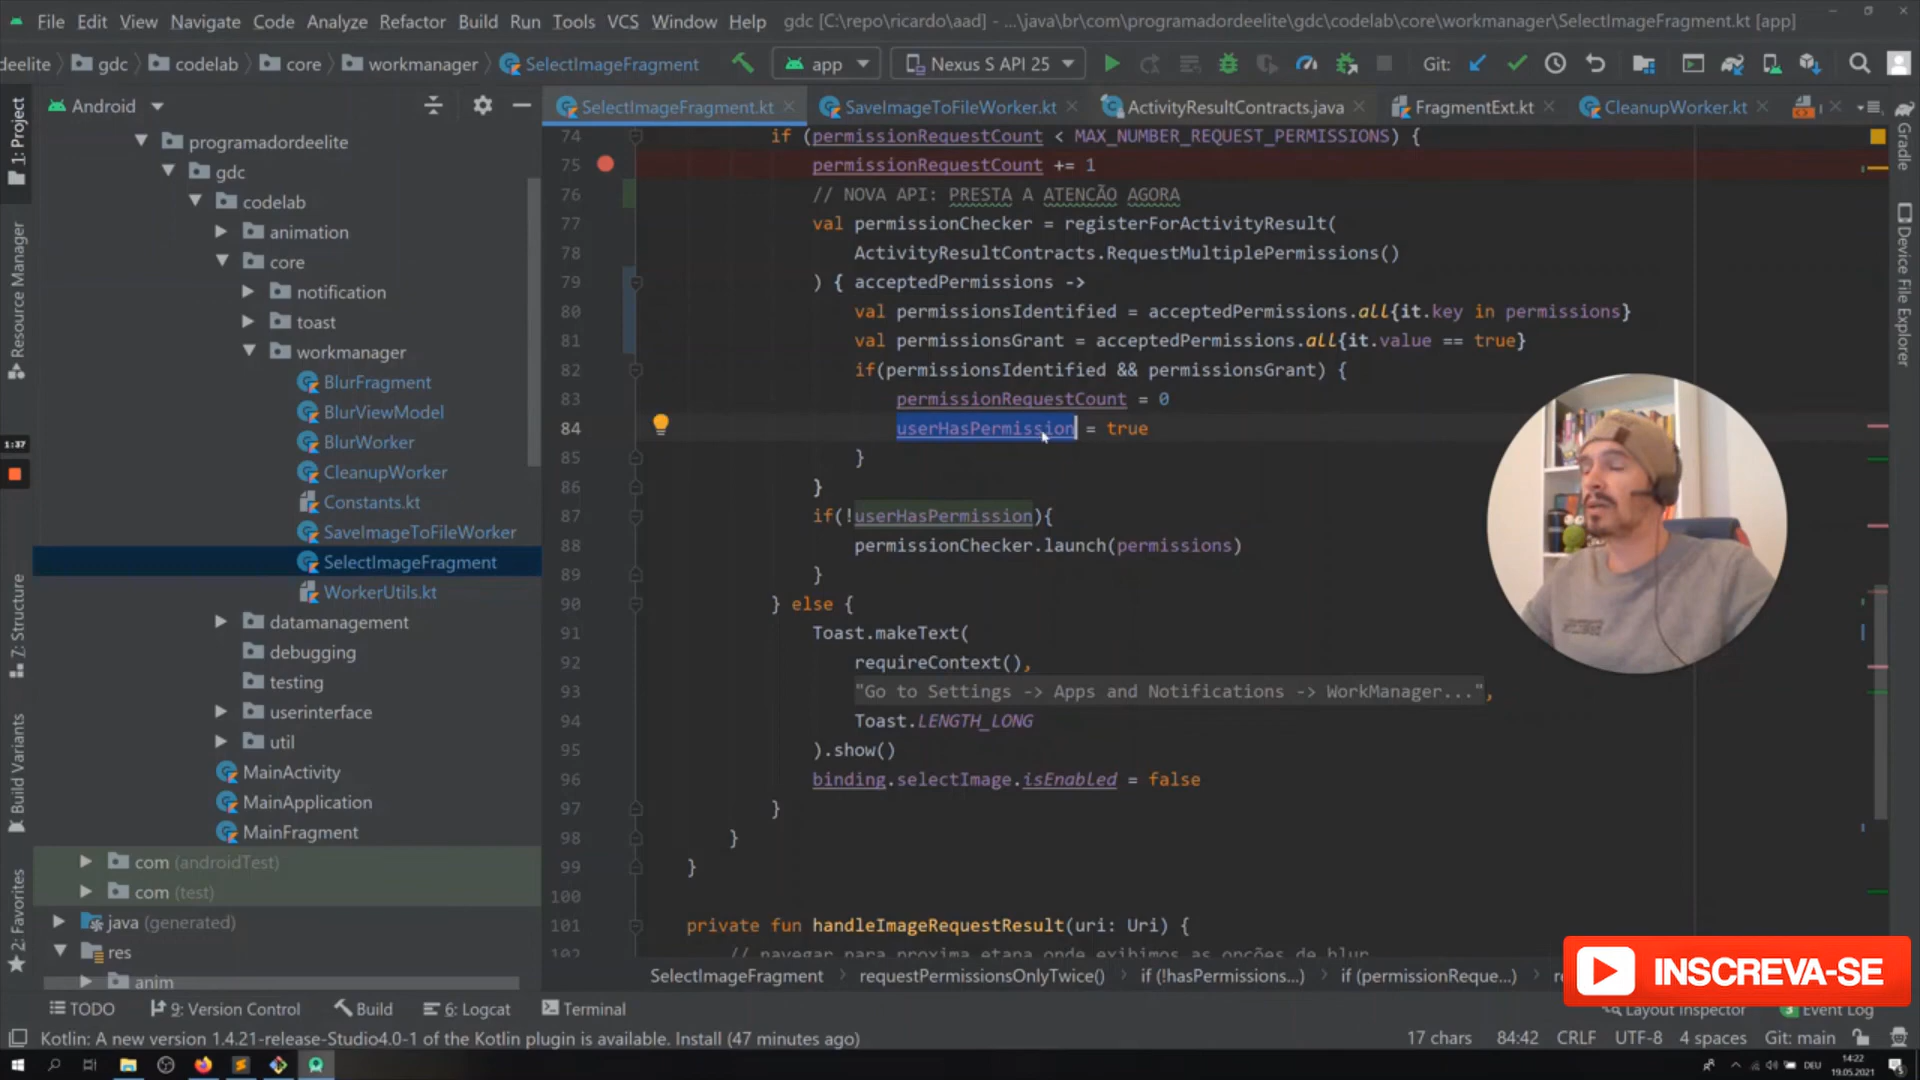 File Edit View Navigate Code Analyze Refactor Build Run Tools VCS Window Help gdc [C:\repo\ricardo\aad] - ...\java\br\com\programadordeelite\gdc\codelab\core\workmanager\SelectImageFragment.kt [app]
deelite gdc codelab core workmanager SelectImageFragment app Nexus S API 25 Git:
Android
SelectImageFragment.kt SaveImageToFileWorker.kt ActivityResultContracts.java FragmentExt.kt CleanupWorker.kt
1: Project
Resource Manager
7: Structure
Build Variants
2: Favorites
Gradle
Device File Explorer
programadordeelite
gdc
codelab
animation
core
notification
toast
workmanager
BlurFragment
BlurViewModel
BlurWorker
CleanupWorker
Constants.kt
SaveImageToFileWorker
SelectImageFragment
WorkerUtils.kt
datamanagement
debugging
testing
userinterface
util
MainActivity
MainApplication
MainFragment
com (androidTest)
com (test)
java (generated)
res
anim
1:37
74 if (permissionRequestCount < MAX_NUMBER_REQUEST_PERMISSIONS) {
75 permissionRequestCount += 1
76 // NOVA API: PRESTA A ATENCÃO AGORA
77 val permissionChecker = registerForActivityResult(
78 ActivityResultContracts.RequestMultiplePermissions()
79 ) { acceptedPermissions ->
80 val permissionsIdentified = acceptedPermissions.all{it.key in permissions}
81 val permissionsGrant = acceptedPermissions.all{it.value == true}
82 if(permissionsIdentified && permissionsGrant) {
83 permissionRequestCount = 0
84 userHasPermission = true
85 }
86 }
87 if(!userHasPermission){
88 permissionChecker.launch(permissions)
89 }
90 } else {
91 Toast.makeText(
92 requireContext(),
93 "Go to Settings -> Apps and Notifications -> WorkManager...",
94 Toast.LENGTH_LONG
95 ).show()
96 binding.selectImage.isEnabled = false
97 }
98 }
99 }
100
101 private fun handleImageRequestResult(uri: Uri) {
102 // navegar para proxima etapa onde exibimos as opções de blur
SelectImageFragment requestPermissionsOnlyTwice() if (!hasPermissions...) if (permissionReque...)
INSCREVA-SE
TODO 9: Version Control Build 6: Logcat Terminal Layout Inspector Event Log
Kotlin: A new version 1.4.21-release-Studio4.0-1 of the Kotlin plugin is available. Install (47 minutes ago) 17 chars 84:42 CRLF UTF-8 4 spaces Git: main
DEU
14:22
19.05.2021